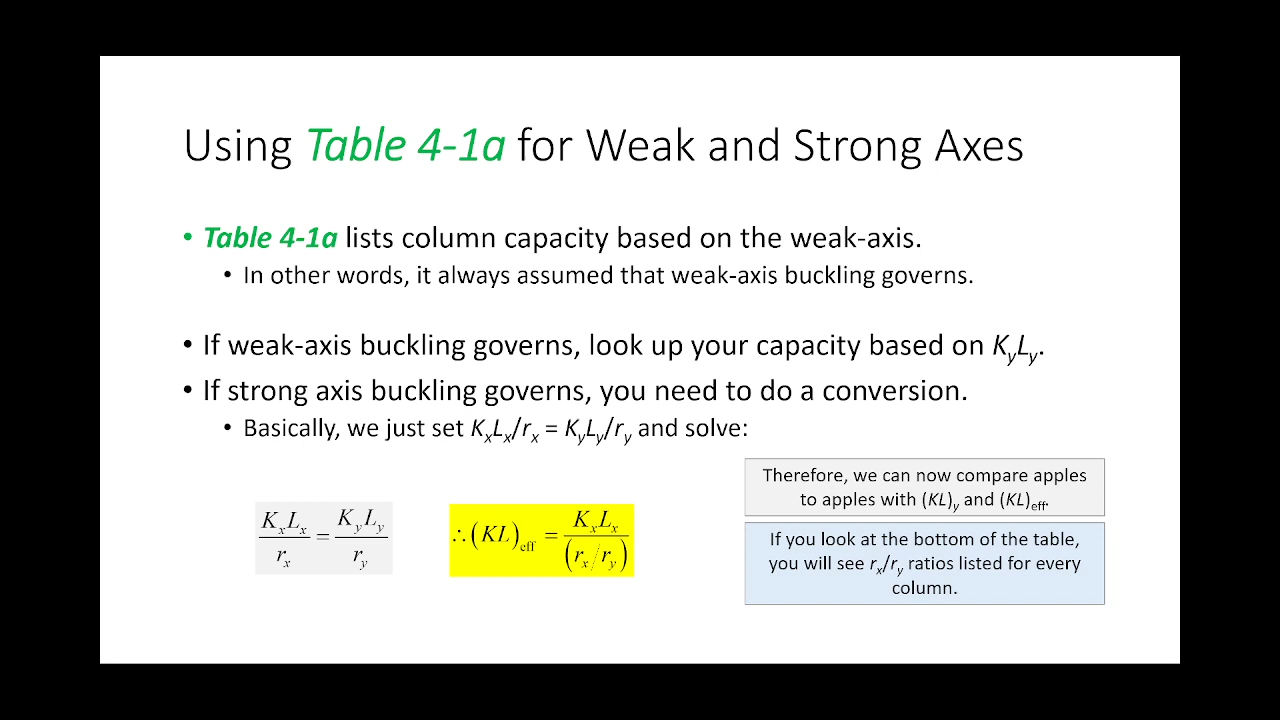 Using Table 4-1a for Weak and Strong Axes
• Table 4-1a lists column capacity based on the weak-axis.
• In other words, it always assumed that weak-axis buckling governs.
• If weak-axis buckling governs, look up your capacity based on KyLy.
• If strong axis buckling governs, you need to do a conversion.
• Basically, we just set KxLx/rx = KyLy/ry and solve:
KxLx/rx = KyLy/ry
∴(KL)eff = KxLx/(rx/ry)
Therefore, we can now compare apples
to apples with (KL)y and (KL)eff.
If you look at the bottom of the table,
you will see rx/ry ratios listed for every
column.